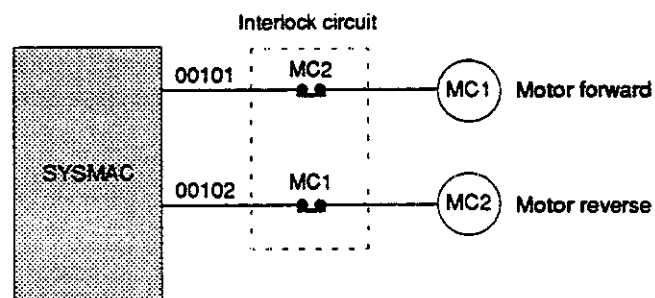 Interlock circuit
00101
MC2
MC1
Motor forward
SYSMAC
00102
MC1
MC2
Motor reverse